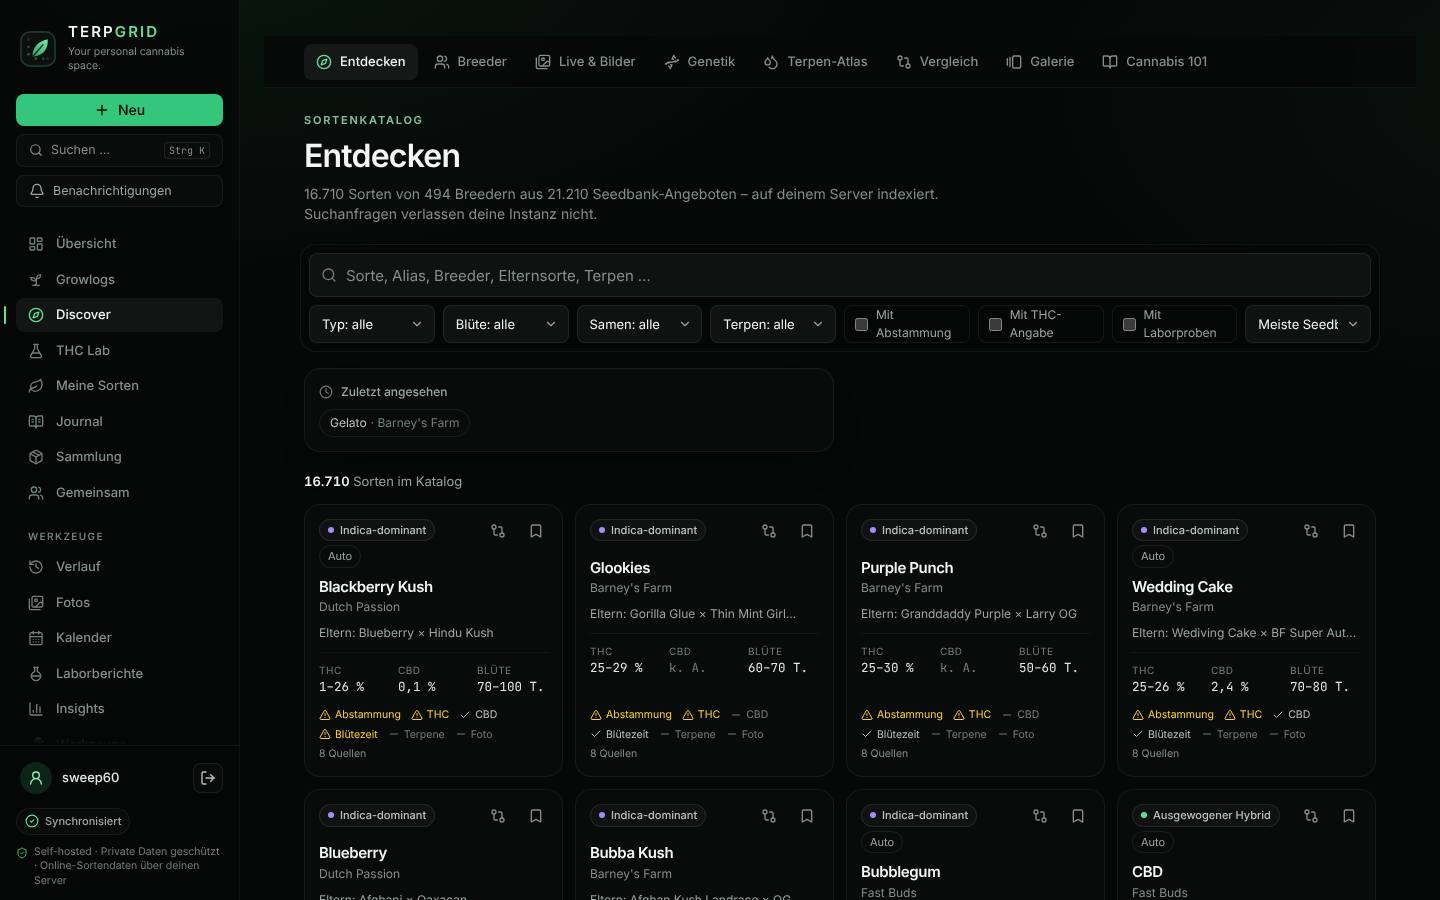 TERPGRID
Your personal cannabis
space.
Neu
Suchen ...
Strg K
Benachrichtigungen
Übersicht
Growlogs
Discover
THC Lab
Meine Sorten
Journal
Sammlung
Gemeinsam
WERKZEUGE
Verlauf
Fotos
Kalender
Laborberichte
Insights
sweep60
Synchronisiert
Self-hosted · Private Daten geschützt
· Online-Sortendaten über deinen
Server
Entdecken
Breeder
Live & Bilder
Genetik
Terpen-Atlas
Vergleich
Galerie
Cannabis 101
SORTENKATALOG
Entdecken
16.710 Sorten von 494 Breedern aus 21.210 Seedbank-Angeboten – auf deinem Server indexiert.
Suchanfragen verlassen deine Instanz nicht.
Sorte, Alias, Breeder, Elternsorte, Terpen ...
Typ: alle
Blüte: alle
Samen: alle
Terpen: alle
Mit
Abstammung
Mit THC-
Angabe
Mit
Laborproben
Meiste Seedb
Zuletzt angesehen
Gelato · Barney's Farm
16.710 Sorten im Katalog
Indica-dominant
Auto
Blackberry Kush
Dutch Passion
Eltern: Blueberry × Hindu Kush
THC CBD BLÜTE
1–26 % 0,1 % 70–100 T.
Abstammung THC CBD
Blütezeit – Terpene – Foto
8 Quellen
Indica-dominant
Glookies
Barney's Farm
Eltern: Gorilla Glue × Thin Mint Girl...
THC CBD BLÜTE
25–29 % k. A. 60–70 T.
Abstammung THC – CBD
Blütezeit – Terpene – Foto
8 Quellen
Indica-dominant
Purple Punch
Barney's Farm
Eltern: Granddaddy Purple × Larry OG
THC CBD BLÜTE
25–30 % k. A. 50–60 T.
Abstammung THC – CBD
Blütezeit – Terpene – Foto
8 Quellen
Indica-dominant
Auto
Wedding Cake
Barney's Farm
Eltern: Wediving Cake × BF Super Aut...
THC CBD BLÜTE
25–26 % 2,4 % 70–80 T.
Abstammung THC CBD
Blütezeit – Terpene – Foto
8 Quellen
Indica-dominant
Blueberry
Dutch Passion
Eltern: Afghani × Oaxacan
Indica-dominant
Bubba Kush
Barney's Farm
Eltern: Afghan Kush Landrace × OG
Indica-dominant
Auto
Bubblegum
Fast Buds
Ausgewogener Hybrid
Auto
CBD
Fast Buds